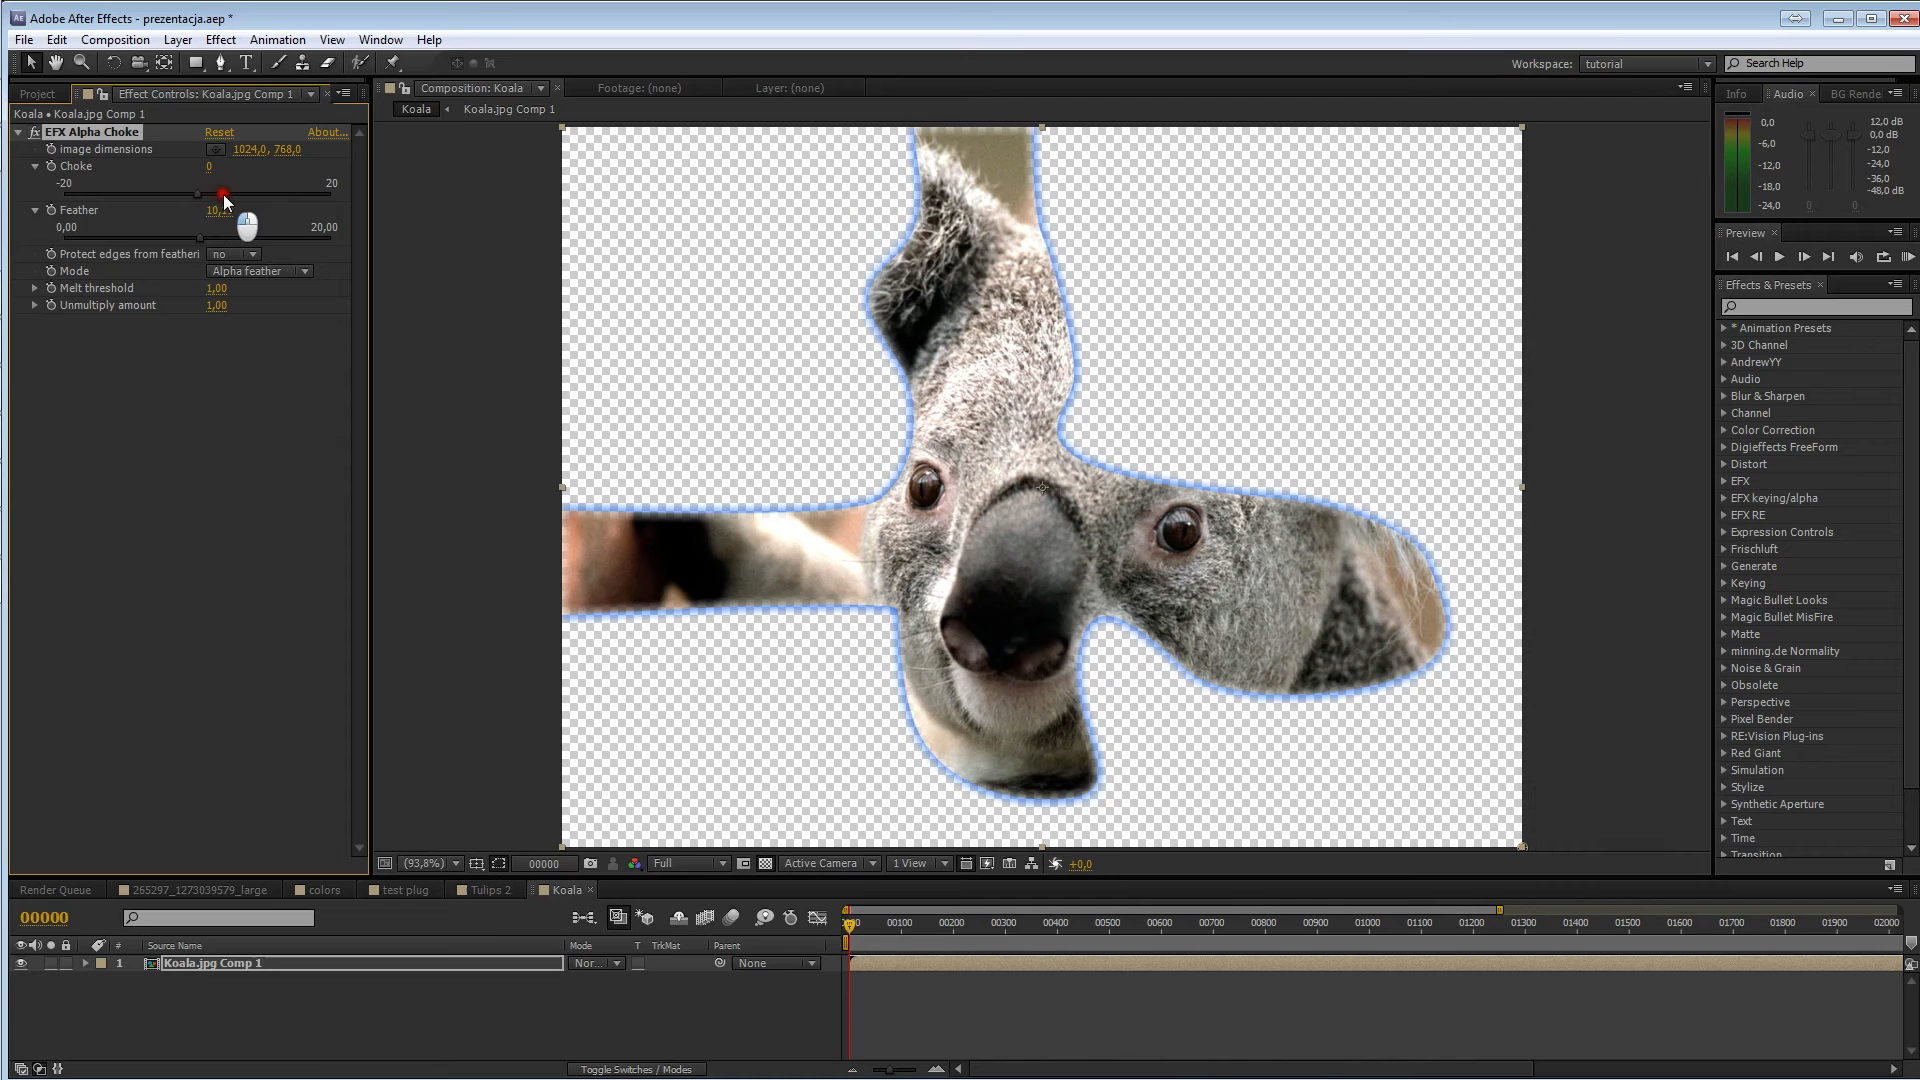 Adobe After Effects - prezentacja.aep *
File Edit Composition Layer Effect Animation View Window Help
Workspace: tutorial Search Help
Project Effect Controls: Koala.jpg Comp 1
Koala • Koala.jpg Comp 1
fx EFX Alpha Choke Reset About...
image dimensions 1024,0, 768,0
Choke 0
-20 20
Feather
0,00 20,00
Protect edges from featheri no
Mode Alpha feather
Melt threshold 1,00
Unmultiply amount 1,00
Composition: Koala Footage: (none) Layer: (none)
Koala Koala.jpg Comp 1
(93,8%) 00000 Full Active Camera 1 View +0,0
Info Audio BG Rende
0,0 12,0 dB
-6,0 0,0 dB
-12,0 -12,0
-18,0 -24,0
-24,0 -36,0
-48,0 dB
0 0
Preview
Effects & Presets
* Animation Presets
3D Channel
AndrewYY
Audio
Blur & Sharpen
Channel
Color Correction
Digieffects FreeForm
Distort
EFX
EFX keying/alpha
EFX RE
Expression Controls
Frischluft
Generate
Keying
Magic Bullet Looks
Magic Bullet MisFire
Matte
minning.de Normality
Noise & Grain
Obsolete
Perspective
Pixel Bender
RE:Vision Plug-ins
Red Giant
Simulation
Stylize
Synthetic Aperture
Text
Time
Transition
Render Queue 265297_1273039579_large colors test plug Tulips 2 Koala
00000
00100 00200 00300 00400 00500 00600 00700 00800 00900 01000 01100 01200 01300 01400 01500 01600 01700 01800 01900 02000
# Source Name Mode T TrkMat Parent
1 Koala.jpg Comp 1 Nor... None
Toggle Switches / Modes